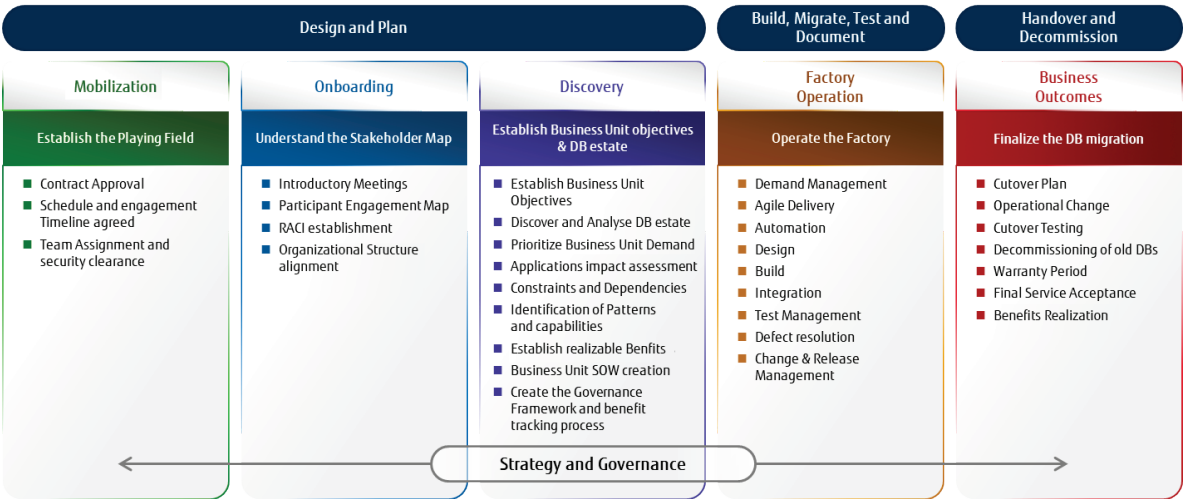 Design and Plan
Build, Migrate, Test and
Document
Handover and
Decommission
Mobilization
Establish the Playing Field
Contract Approval
Schedule and engagement
Timeline agreed
Team Assignment and
security clearance
Onboarding
Understand the Stakeholder Map
Introductory Meetings
Participant Engagement Map
RACI establishment
Organizational Structure
alignment
Discovery
Establish Business Unit objectives
& DB estate
Establish Business Unit
Objectives
Discover and Analyse DB estate
Prioritize Business Unit Demand
Applications impact assessment
Constraints and Dependencies
Identification of Patterns
and capabilities
Establish realizable Benfits
Business Unit SOW creation
Create the Governance
Framework and benefit
tracking process
Factory
Operation
Operate the Factory
Demand Management
Agile Delivery
Automation
Design
Build
Integration
Test Management
Defect resolution
Change & Release
Management
Business
Outcomes
Finalize the DB migration
Cutover Plan
Operational Change
Cutover Testing
Decommissioning of old DBs
Warranty Period
Final Service Acceptance
Benefits Realization
Strategy and Governance